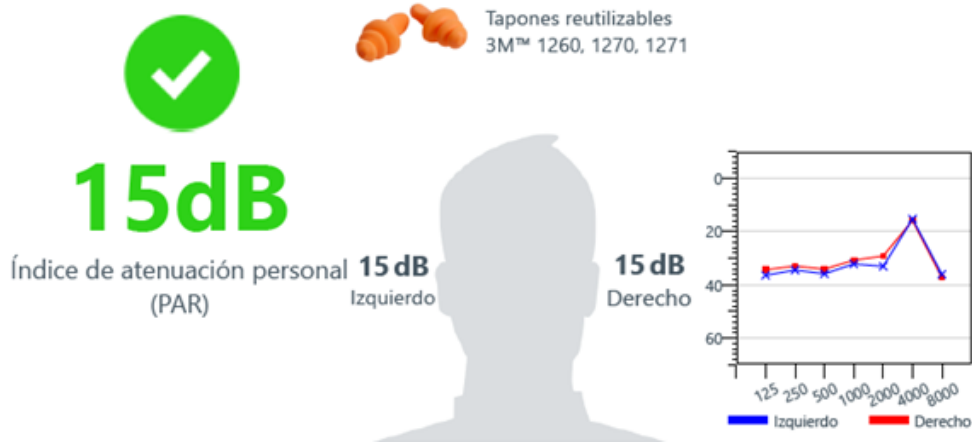 Tapones reutilizables
3M™ 1260, 1270, 1271
15dB
Índice de atenuación personal
(PAR)
15 dB
Izquierdo
15 dB
Derecho
0
20
40
60
125 250 500 1000 2000 4000 8000
Izquierdo Derecho